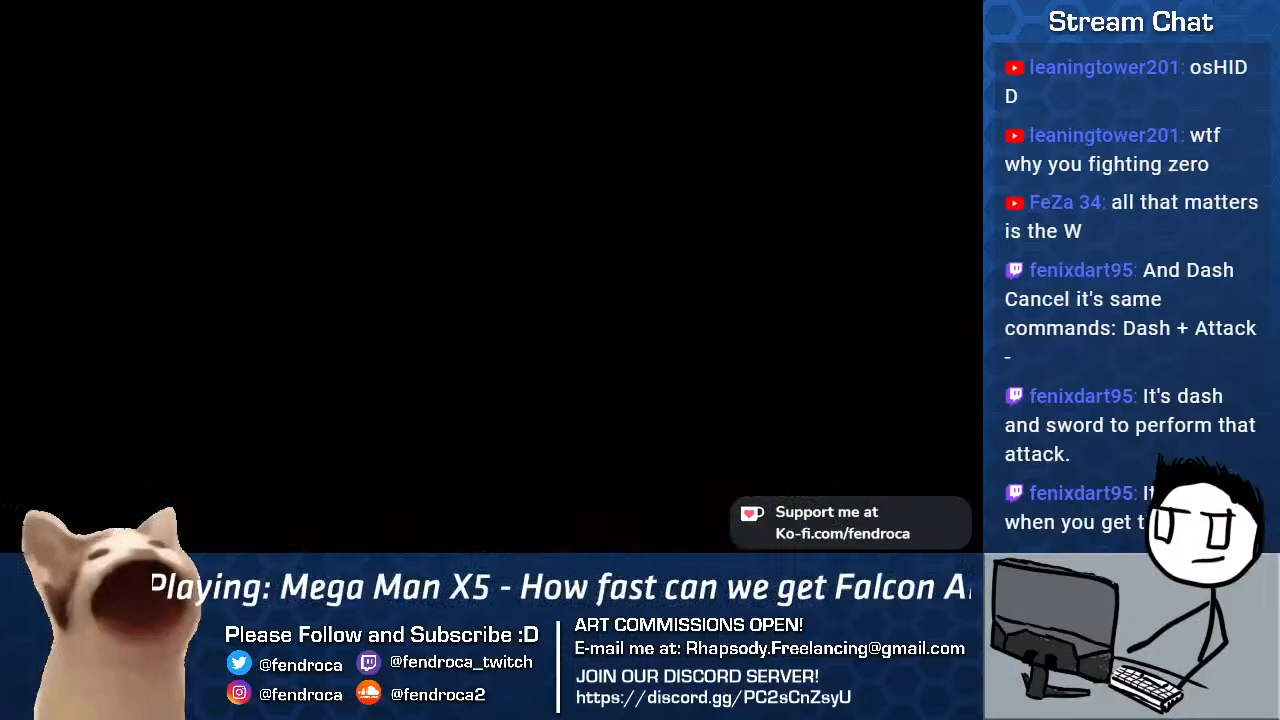 Stream Chat
leaningtower201: osHID
D
leaningtower201: wtf
why you fighting zero
FeZa 34: all that matters
is the W
fenixdart95: And Dash
Cancel it's same
commands: Dash + Attack
-
fenixdart95: It's dash
and sword to perform that
attack.
fenixdart95:
when you get
Support me at
Ko-fi.com/fendroca
Playing: Mega Man X5 - How fast can we get Falcon
Please Follow and Subscribe :D
@fendroca
@fendroca_twitch
@fendroca
@fendroca2
ART COMMISSIONS OPEN!
E-mail me at: Rhapsody.Freelancing@gmail.com
JOIN OUR DISCORD SERVER!
https://discord.gg/PC2sCnZsyU